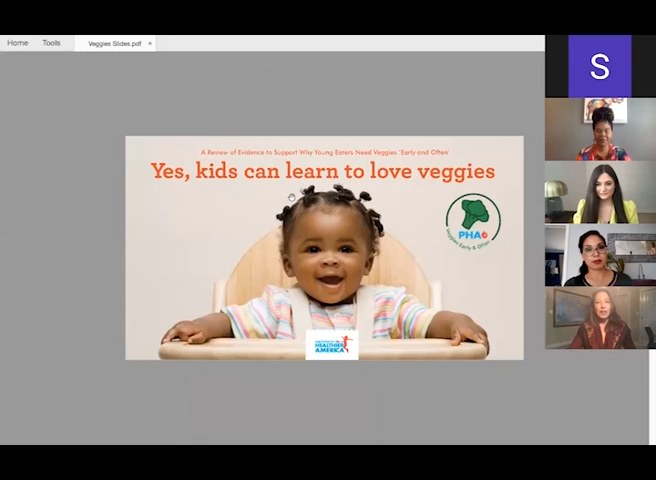 Home Tools Veggies Slides.pdf ×
S
A Review of Evidence to Support Why Young Eaters Need Veggies 'Early and Often'
Yes, kids can learn to love veggies
PHA
Veggies Early & Often
HEALTHIER
AMERICA